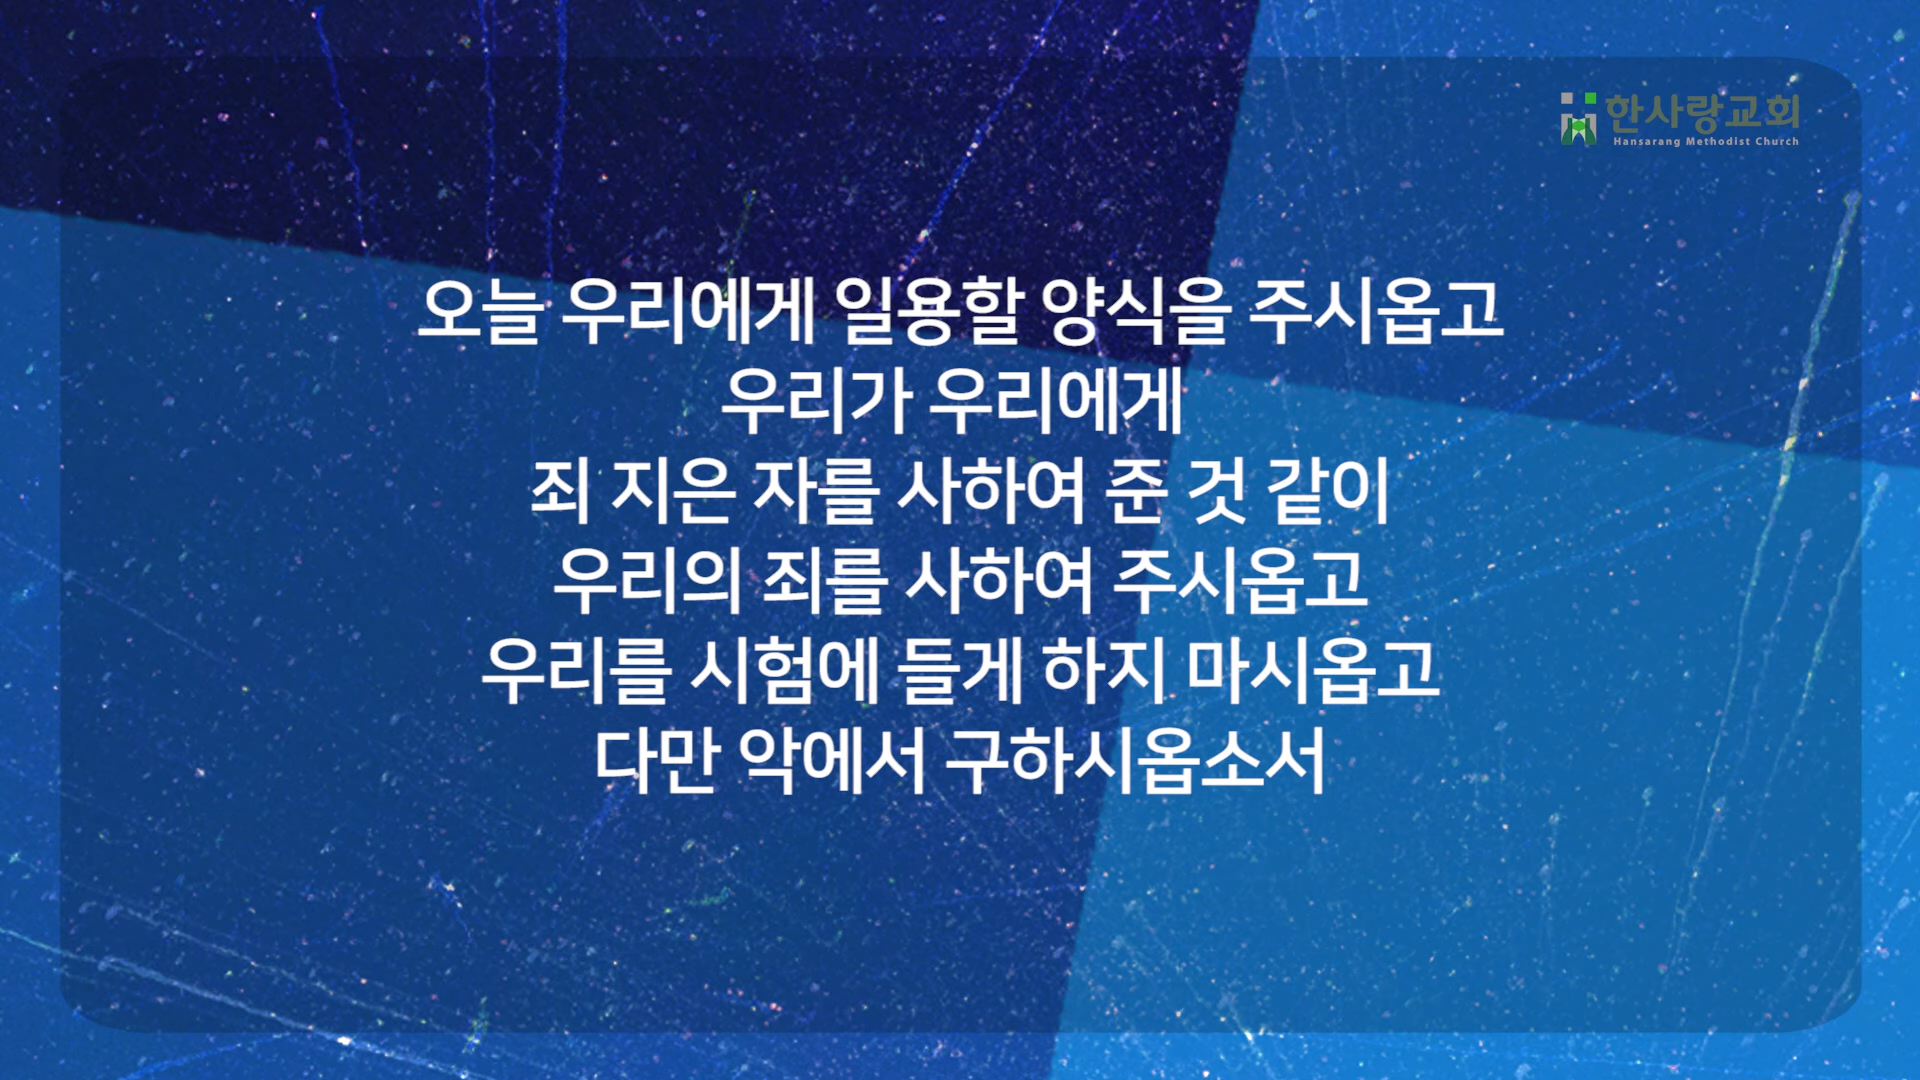 한사랑교회
Hansarang Methodist Church
오늘 우리에게 일용할 양식을 주시옵고
우리가 우리에게
죄 지은 자를 사하여 준 것 같이
우리의 죄를 사하여 주시옵고
우리를 시험에 들게 하지 마시옵고
다만 악에서 구하시옵소서